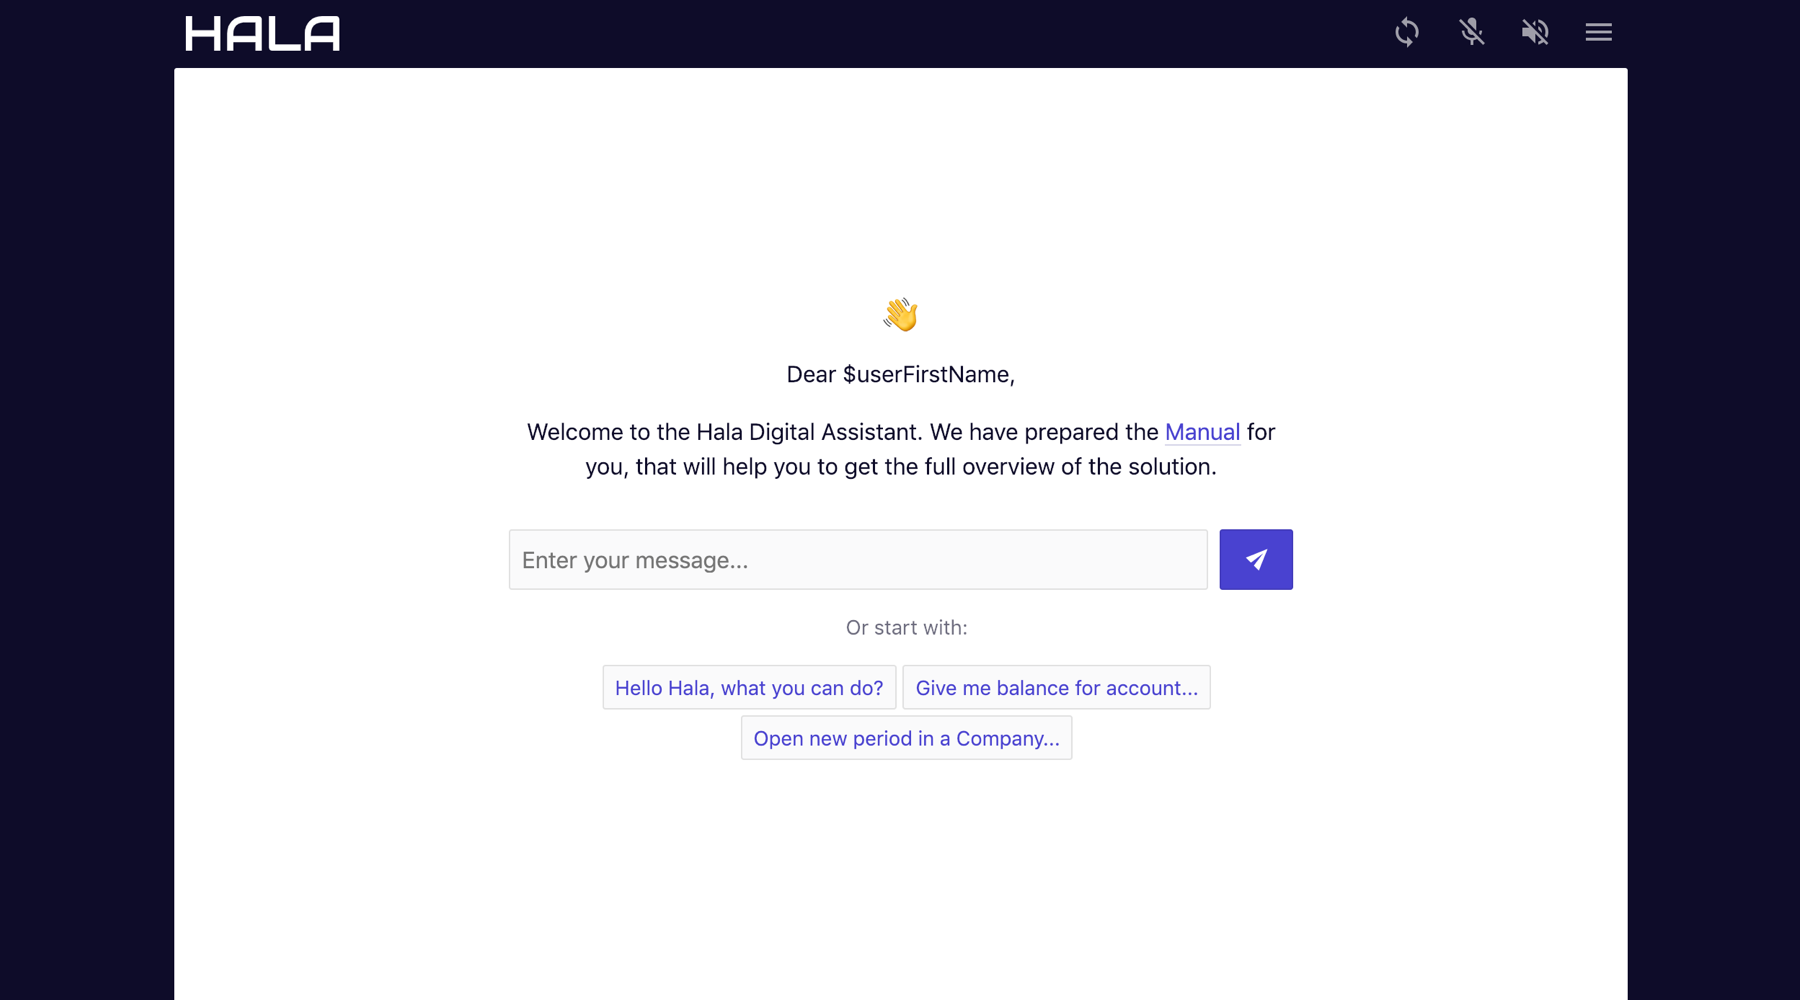 HALA
Dear $userFirstName,
Welcome to the Hala Digital Assistant. We have prepared the Manual for
you, that will help you to get the full overview of the solution.
Enter your message...
Or start with:
Hello Hala, what you can do?
Give me balance for account...
Open new period in a Company...